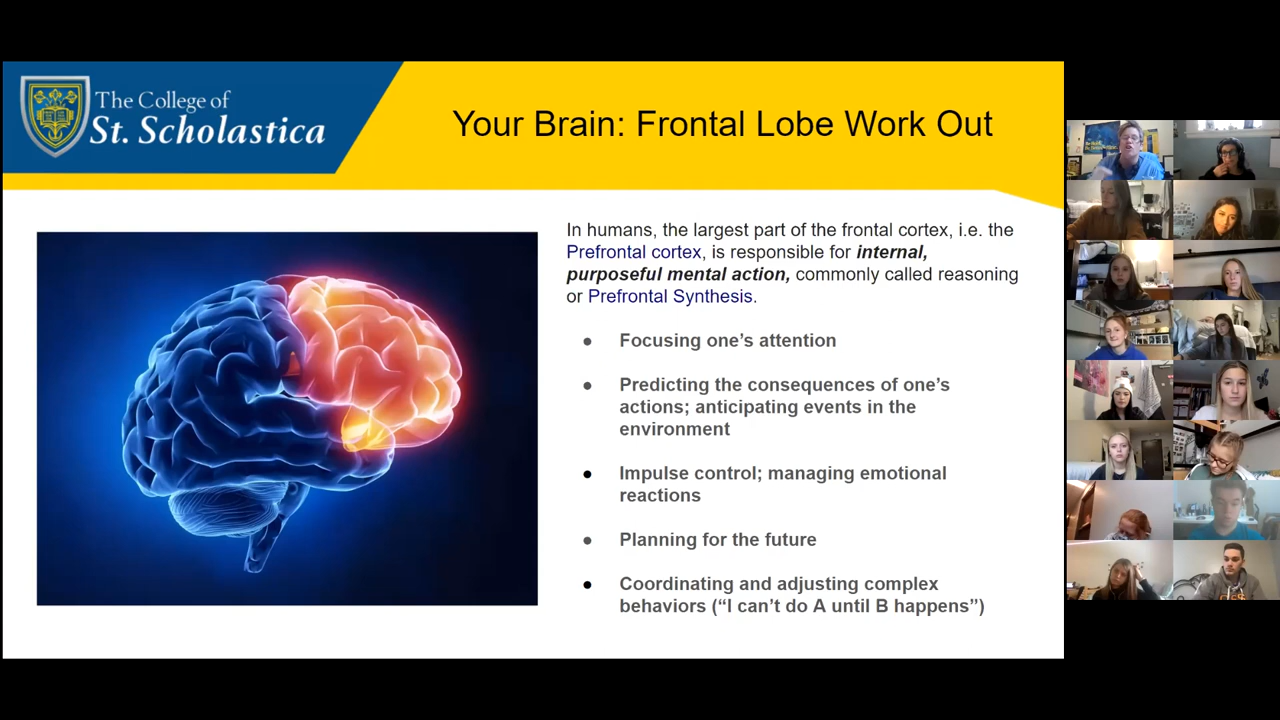 The College of
St. Scholastica
Your Brain: Frontal Lobe Work Out
In humans, the largest part of the frontal cortex, i.e. the
Prefrontal cortex, is responsible for internal,
purposeful mental action, commonly called reasoning
or Prefrontal Synthesis.
● Focusing one’s attention
● Predicting the consequences of one’s
actions; anticipating events in the
environment
● Impulse control; managing emotional
reactions
● Planning for the future
● Coordinating and adjusting complex
behaviors (“I can’t do A until B happens”)